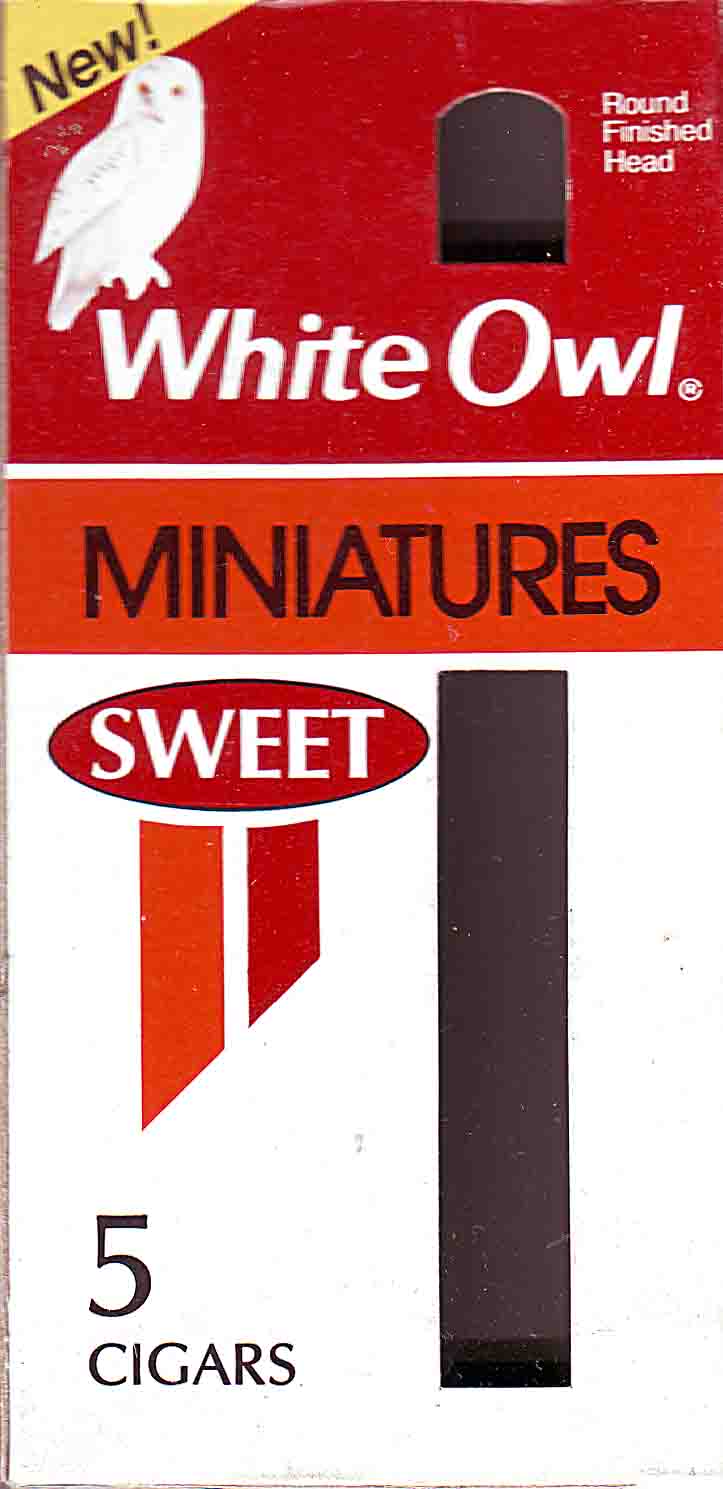 New!
Round
Finished
Head
White Owl®
MINIATURES
SWEET
5
CIGARS